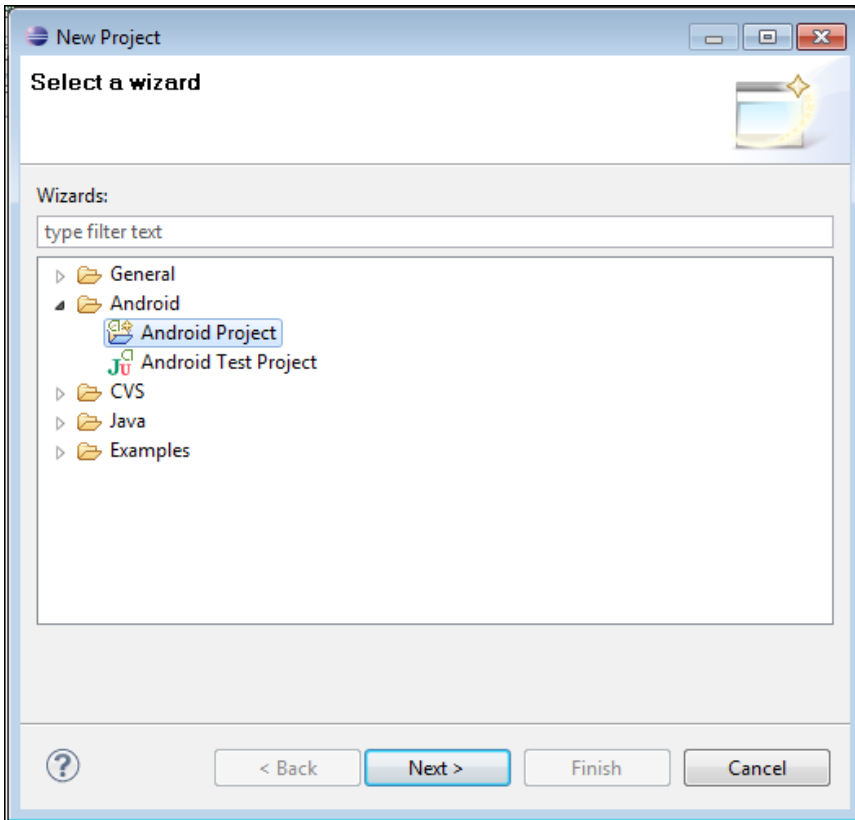 New Project
Select a wizard
Wizards:
type filter text
General
Android
Android Project
Android Test Project
CVS
Java
Examples
< Back Next > Finish Cancel